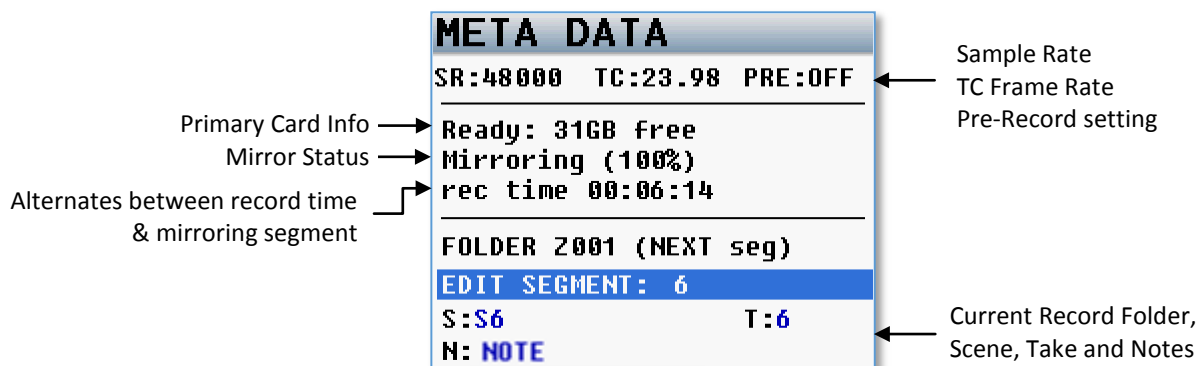 META DATA
SR:48000 TC:23.98 PRE:OFF
Sample Rate
TC Frame Rate
Pre-Record setting
Primary Card Info
Ready: 31GB free
Mirror Status
Mirroring (100%)
Alternates between record time
& mirroring segment
rec time 00:06:14
FOLDER Z001 (NEXT seg)
EDIT SEGMENT: 6
S:S6 T:6
N: NOTE
Current Record Folder,
Scene, Take and Notes